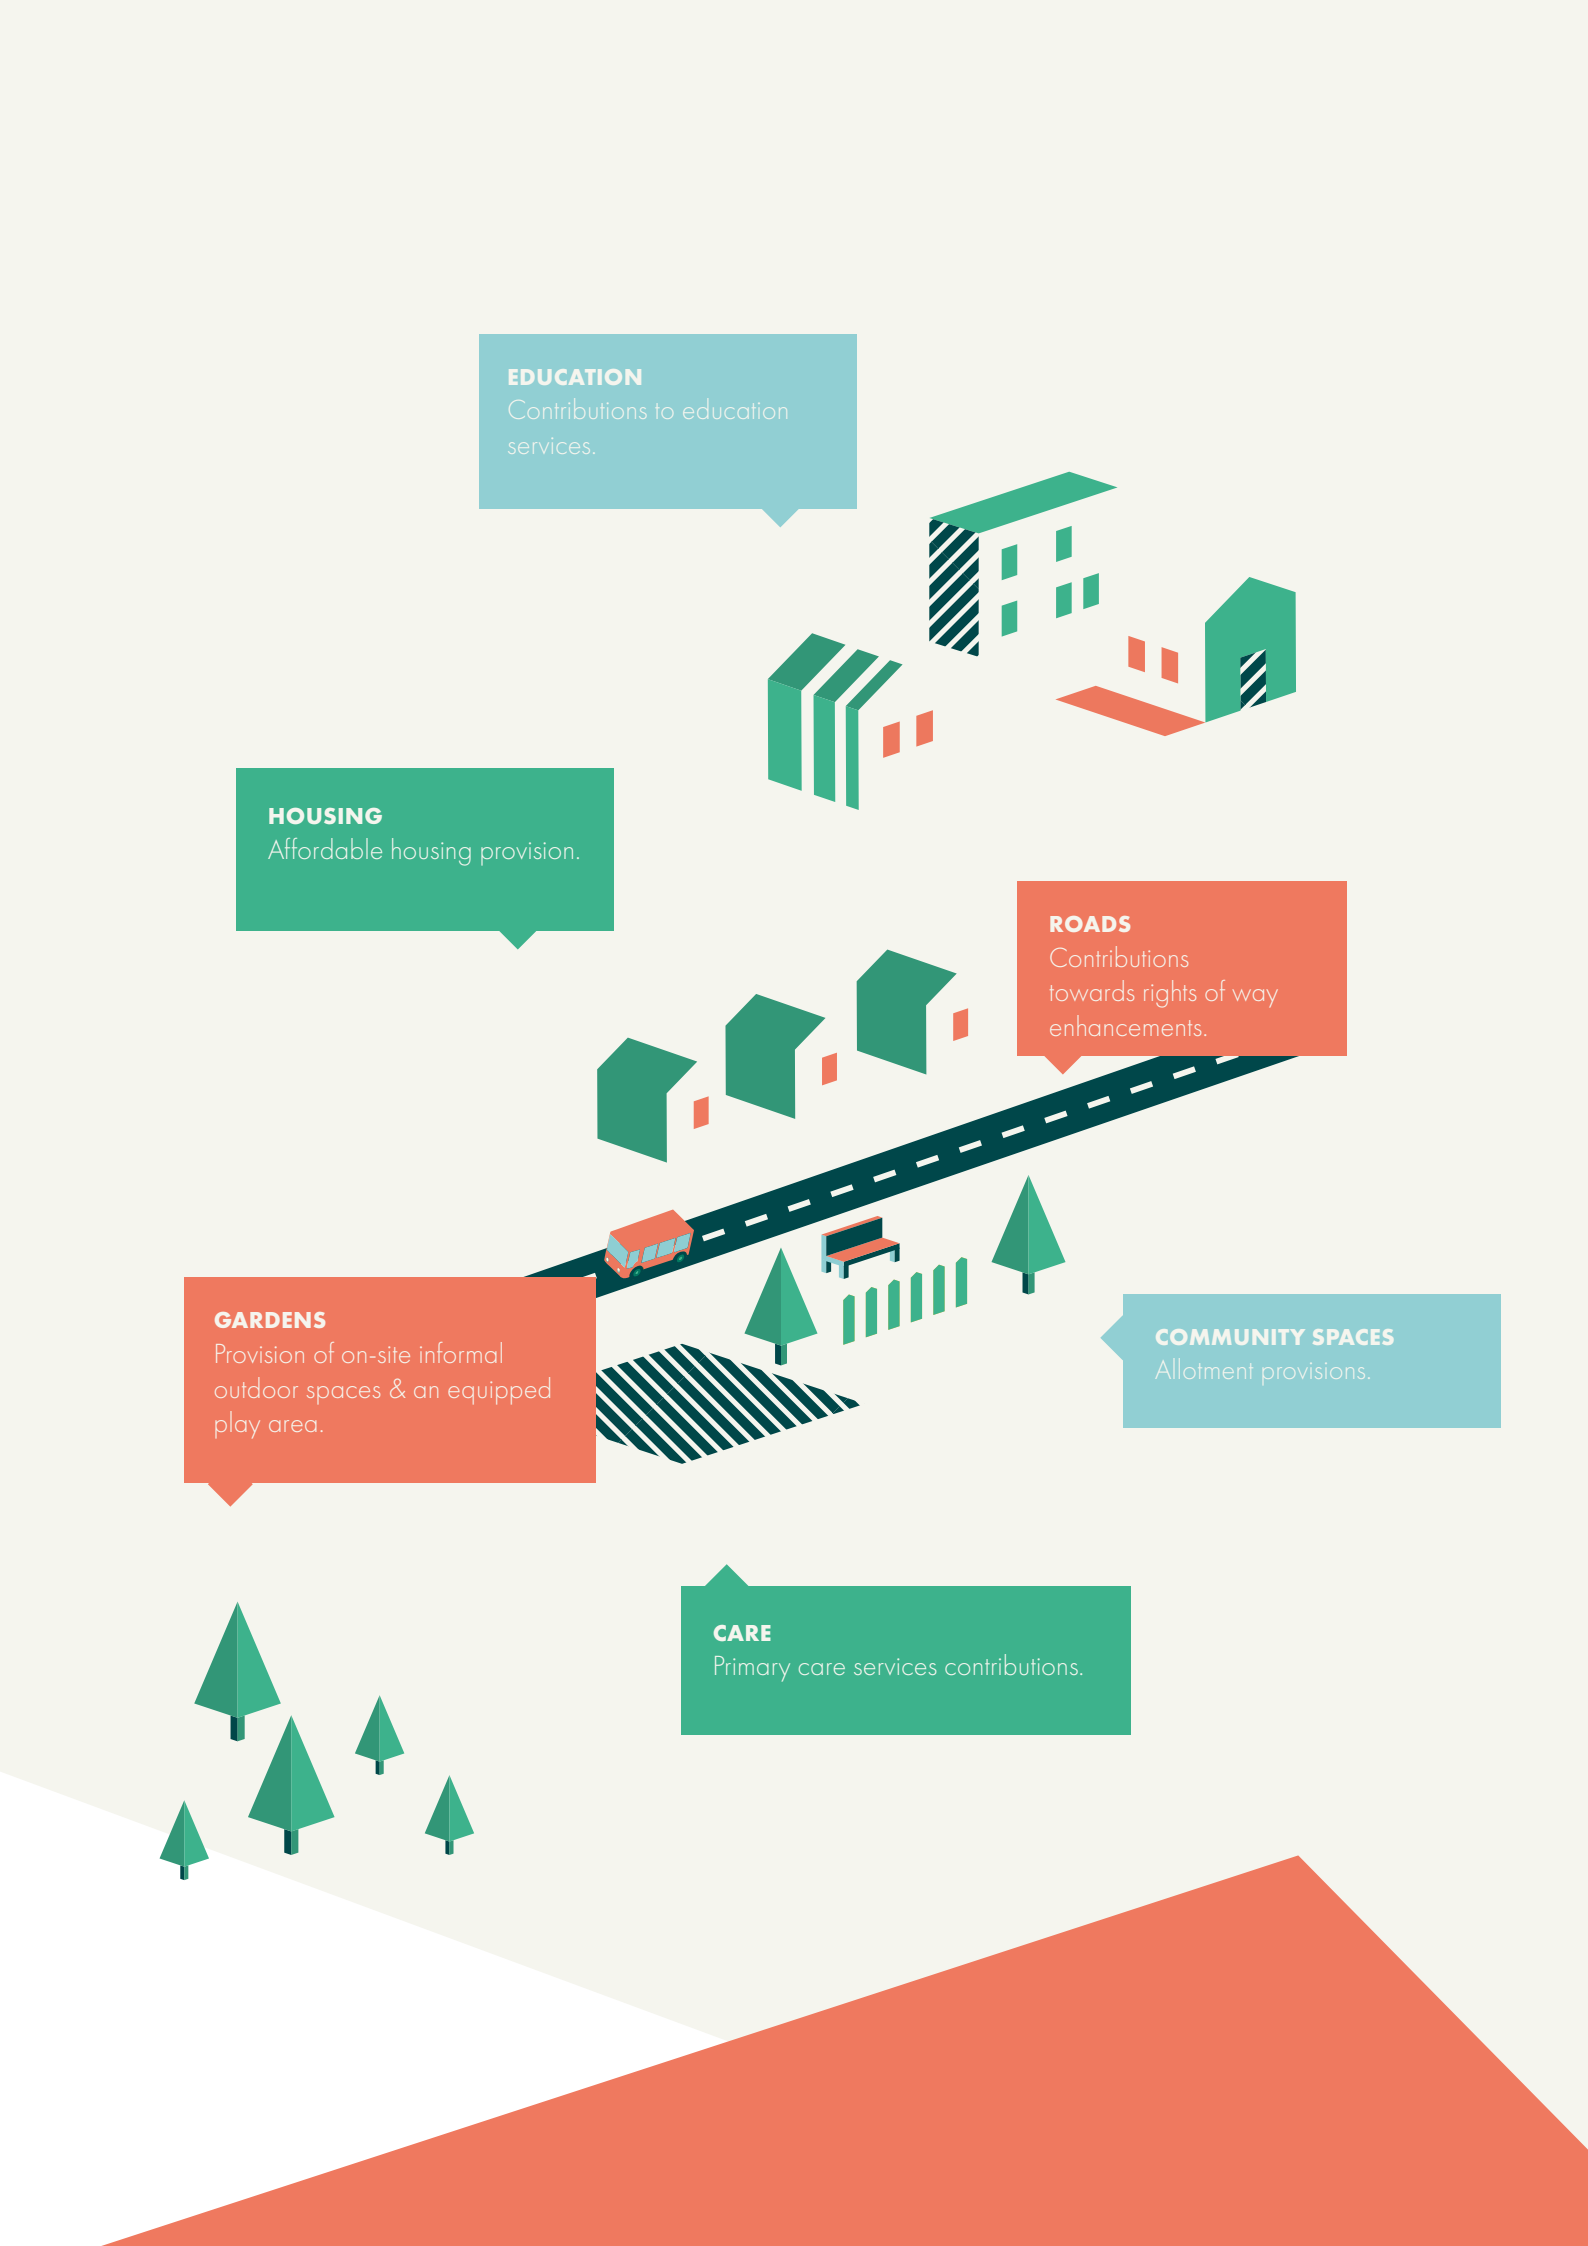 EDUCATION
Contributions to education
services.
HOUSING
Affordable housing provision.
ROADS
Contributions
towards rights of way
enhancements.
GARDENS
Provision of on-site informal
outdoor spaces & an equipped
play area.
COMMUNITY SPACES
Allotment provisions.
CARE
Primary care services contributions.